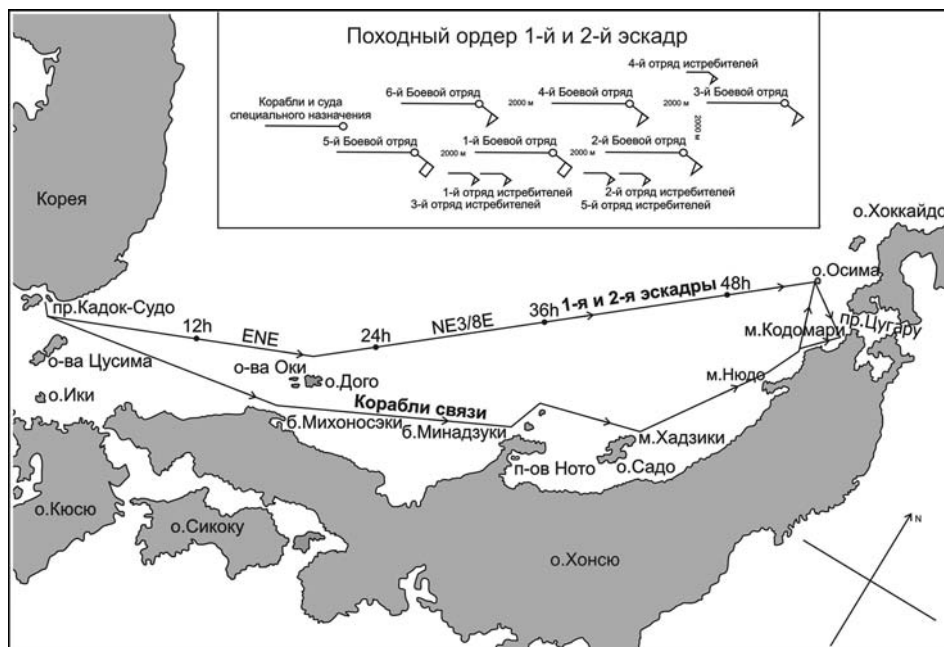 Походный ордер 1-й и 2-й эскадр
4-й отряд истребителей
6-й Боевой отряд
2000 м
4-й Боевой отряд
2000 м
3-й Боевой отряд
Корабли и суда
специального назначения
2000 м
5-й Боевой отряд
2000 м
1-й Боевой отряд
2000 м
2-й Боевой отряд
1-й отряд истребителей
3-й отряд истребителей
2-й отряд истребителей
5-й отряд истребителей
Корея
о.Хоккайдо
о.Осима
пр.Кадок-Судо
12h
ENE
24h
NE3/8E
36h
1-я и 2-я эскадры
48h
пр.Цугару
м.Кодомари
о-ва Цусима
о-ва Оки
о.Дого
м.Нюдо
о.Ики
Корабли связи
б.Михоносэки
б.Минадзуки
м.Хадзики
п-ов Ното
о.Садо
о.Кюсю
о.Сикоку
о.Хонсю
N